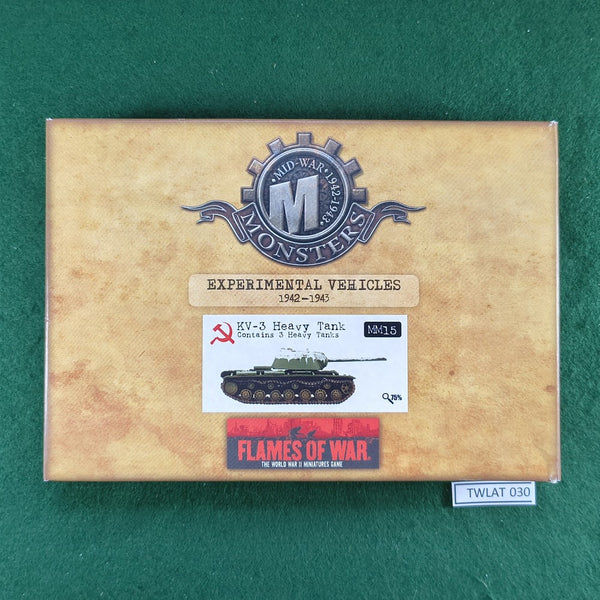 MID-WAR 1942-1943
M
MONSTERS
EXPERIMENTAL VEHICLES
1942-1943
KV-3 Heavy Tank
Contains 3 Heavy Tanks
MM15
75%
FLAMES OF WAR
THE WORLD WAR II MINIATURES GAME
TWLAT 030